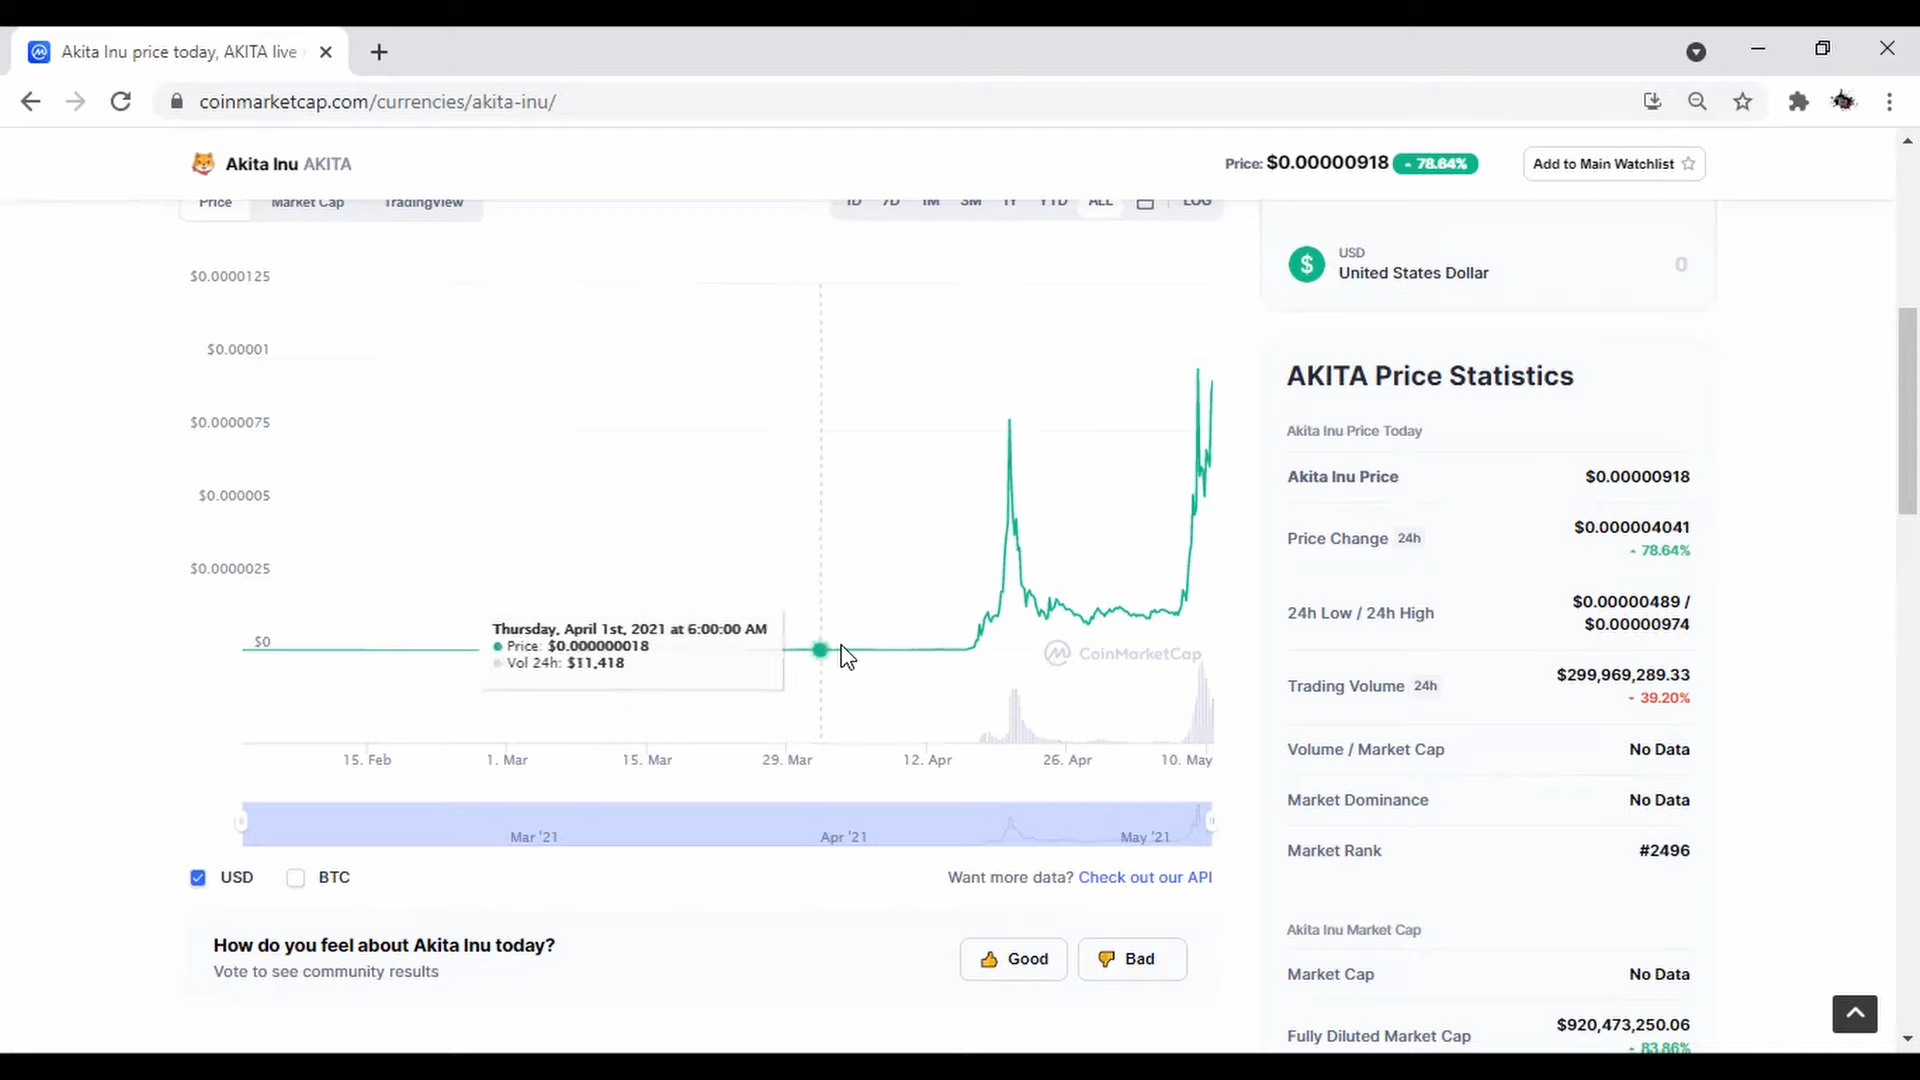 Akita Inu price today, AKITA live
coinmarketcap.com/currencies/akita-inu/
Akita Inu AKITA
Price: $0.00000918 78.64%
Add to Main Watchlist
Price Market Cap TradingView
1D 7D 1M 3M 1Y YTD ALL LOG
$0.0000125
$0.00001
$0.0000075
$0.000005
$0.0000025
$0
Thursday, April 1st, 2021 at 6:00:00 AM
Price: $0.000000018
Vol 24h: $11,418
CoinMarketCap
15. Feb 1. Mar 15. Mar 29. Mar 12. Apr 26. Apr 10. May
Mar '21 Apr '21 May '21
USD BTC
Want more data? Check out our API
How do you feel about Akita Inu today?
Vote to see community results
Good Bad
USD
United States Dollar
0
AKITA Price Statistics
Akita Inu Price Today
Akita Inu Price $0.00000918
Price Change 24h $0.000004041
78.64%
24h Low / 24h High $0.00000489 /
$0.00000974
Trading Volume 24h $299,969,289.33
39.20%
Volume / Market Cap No Data
Market Dominance No Data
Market Rank #2496
Akita Inu Market Cap
Market Cap No Data
Fully Diluted Market Cap $920,473,250.06
83.86%